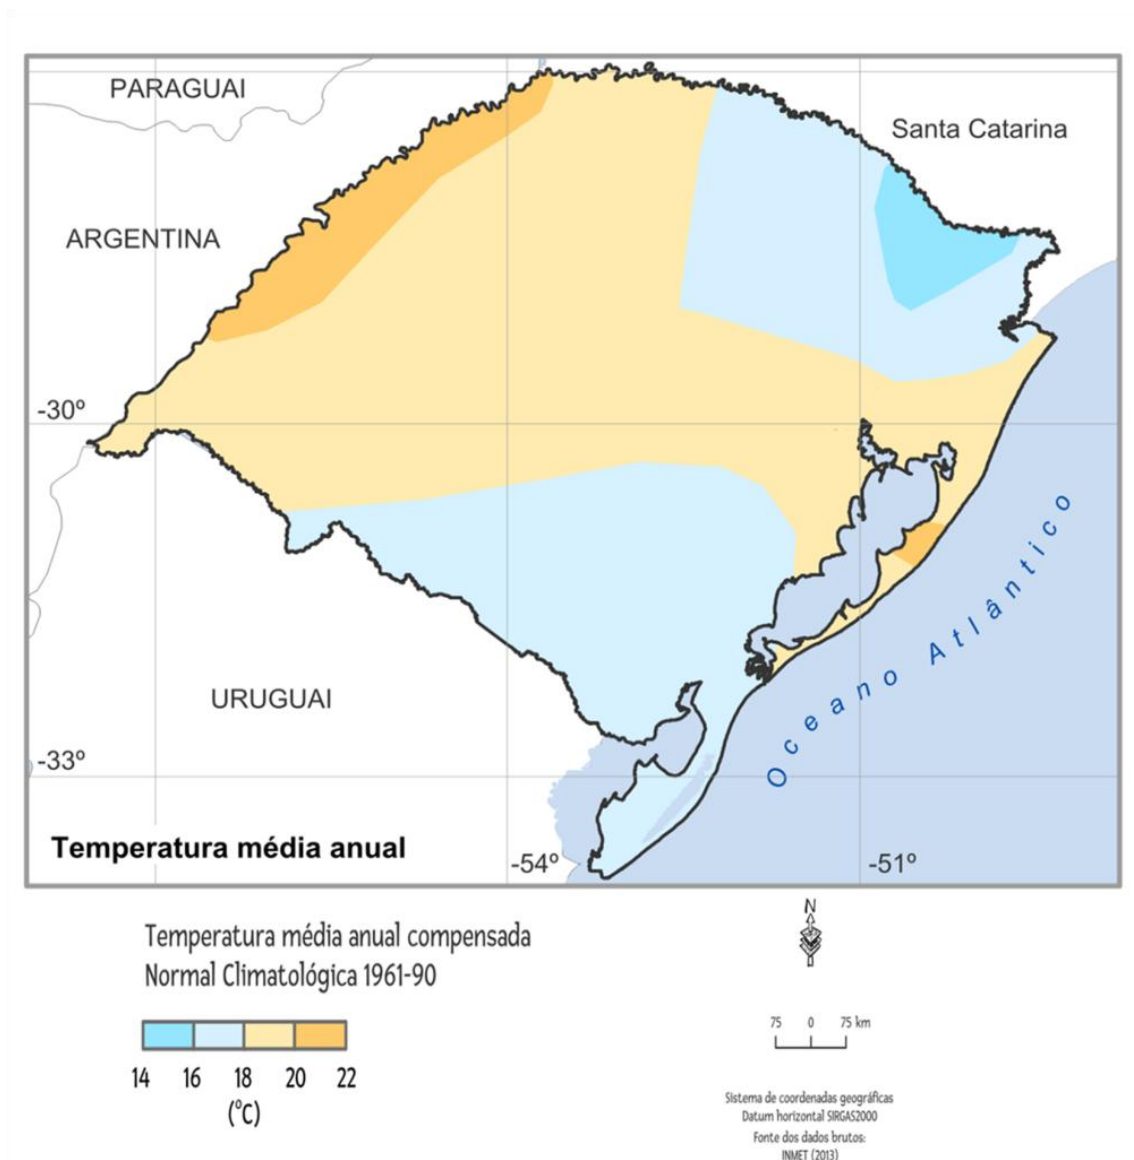 PARAGUAI
Santa Catarina
ARGENTINA
-30º
Oceano Atlântico
URUGUAI
-33º
Temperatura média anual
-54º
-51º
N
Temperatura média anual compensada
Normal Climatológica 1961-90
75 0 75 km
14 16 18 20 22
(°C)
Sistema de coordenadas geográficas
Datum horizontal SIRGAS2000
Fonte dos dados brutos:
INMET (2013)